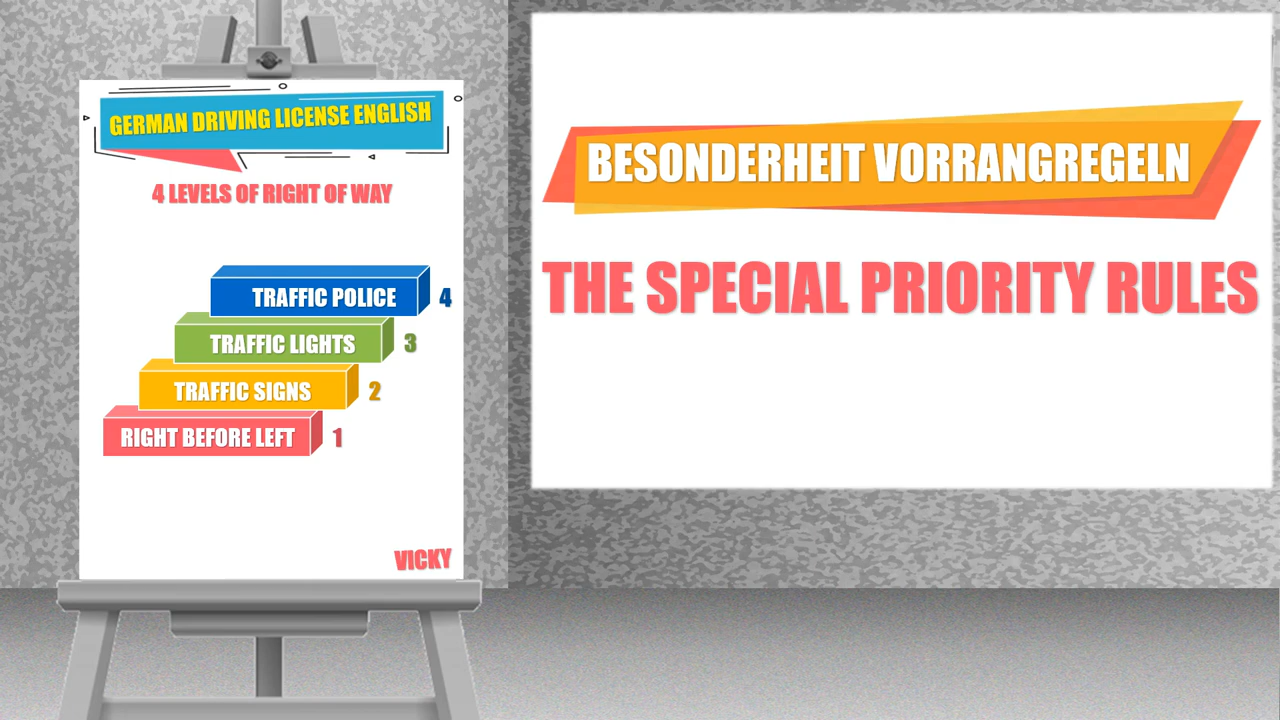 GERMAN DRIVING LICENSE ENGLISH
4 LEVELS OF RIGHT OF WAY
TRAFFIC POLICE 4
TRAFFIC LIGHTS 3
TRAFFIC SIGNS 2
RIGHT BEFORE LEFT 1
VICKY
BESONDERHEIT VORRANGREGELN
THE SPECIAL PRIORITY RULES